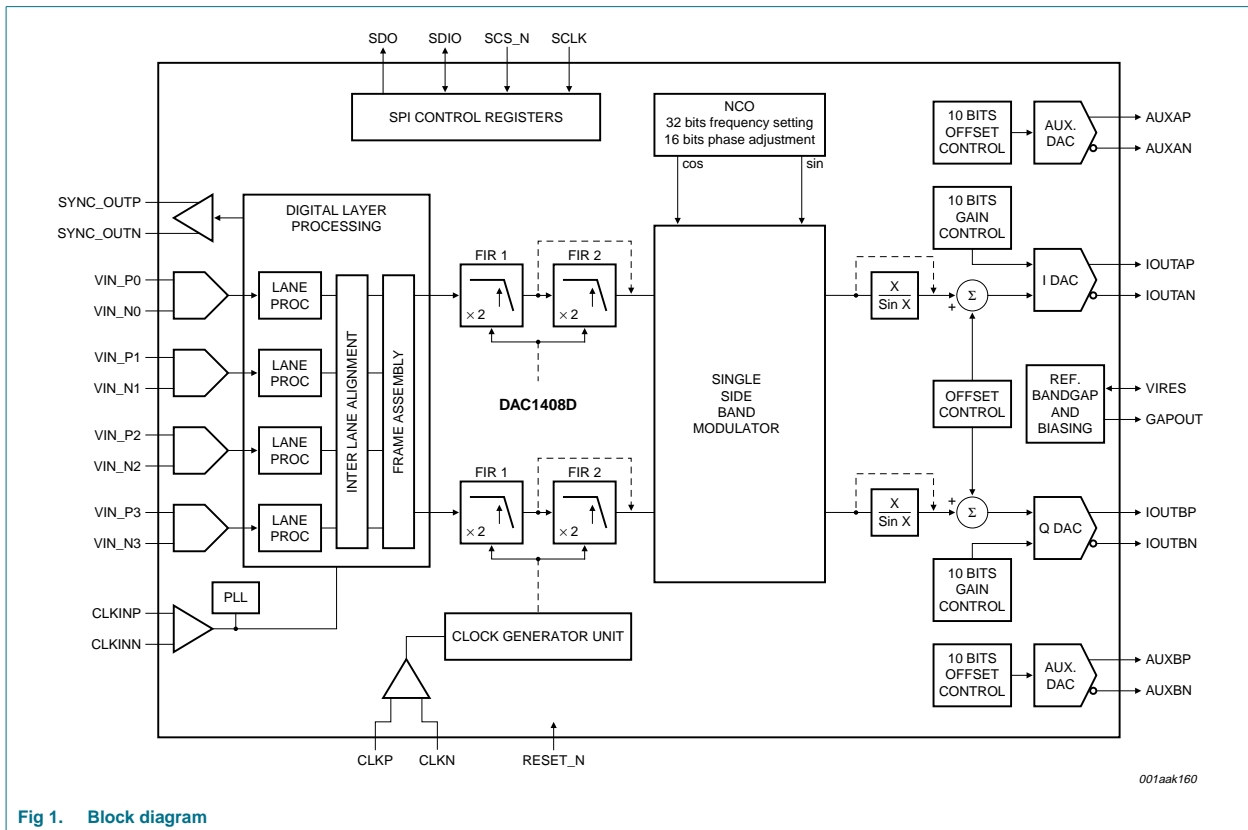 SDO SDIO SCS_N SCLK
SPI CONTROL REGISTERS
NCO
32 bits frequency setting
16 bits phase adjustment
cos sin
10 BITS
OFFSET
CONTROL
AUX.
DAC
AUXAP
AUXAN
SYNC_OUTP
SYNC_OUTN
DIGITAL LAYER
PROCESSING
10 BITS
GAIN
CONTROL
VIN_P0
VIN_N0
LANE
PROC
FIR 1
× 2
FIR 2
× 2
X
Sin X
+
Σ
I DAC
IOUTAP
IOUTAN
VIN_P1
VIN_N1
LANE
PROC
INTER LANE ALIGNMENT
FRAME ASSEMBLY
DAC1408D
SINGLE
SIDE
BAND
MODULATOR
OFFSET
CONTROL
REF.
BANDGAP
AND
BIASING
VIRES
GAPOUT
VIN_P2
VIN_N2
LANE
PROC
VIN_P3
VIN_N3
LANE
PROC
FIR 1
× 2
FIR 2
× 2
X
Sin X
+
Σ
Q DAC
IOUTBP
IOUTBN
10 BITS
GAIN
CONTROL
CLKINP
CLKINN
PLL
CLOCK GENERATOR UNIT
10 BITS
OFFSET
CONTROL
AUX.
DAC
AUXBP
AUXBN
CLKP CLKN RESET_N
001aak160
Fig 1. Block diagram